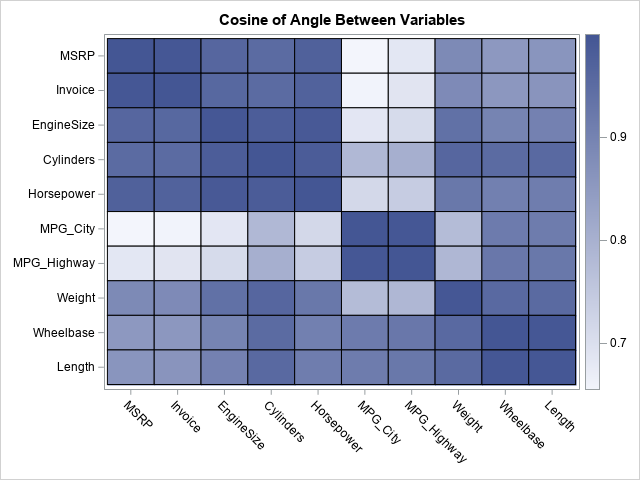 Cosine of Angle Between Variables
MSRP
Invoice
EngineSize
Cylinders
Horsepower
MPG_City
MPG_Highway
Weight
Wheelbase
Length
0.9
0.8
0.7
MSRP
Invoice
EngineSize
Cylinders
Horsepower
MPG_City
MPG_Highway
Weight
Wheelbase
Length